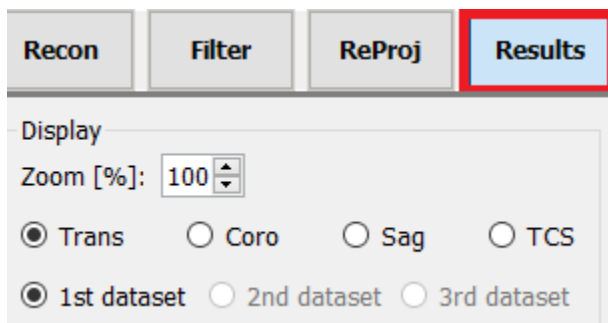 Recon Filter ReProj Results
Display
Zoom [%]: 100
Trans Coro Sag TCS
1st dataset 2nd dataset 3rd dataset